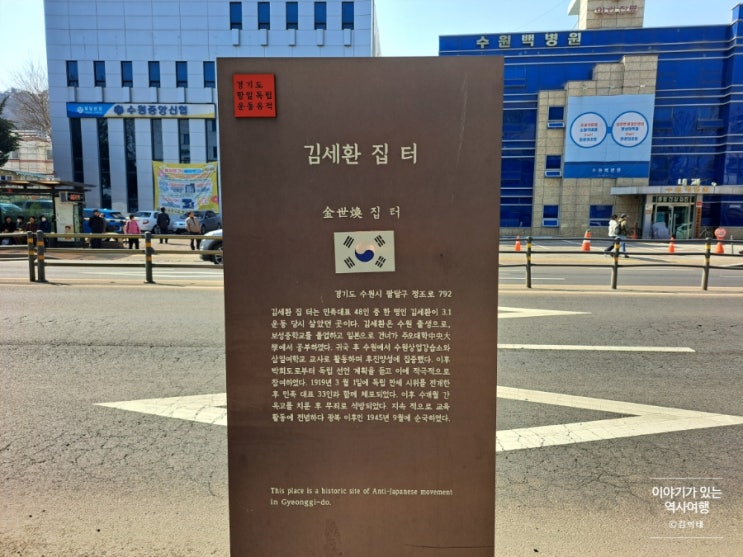 경기도
항일독립
운동유적
김세환 집 터
金世煥 집 터
경기도 수원시 팔달구 정조로 792
김세환 집 터는 민족대표 48인 중 한 명인 김세환이 3.1
운동 당시 살았던 곳이다. 김세환은 수원 출생으로,
보성중학교를 졸업하고 일본으로 건너가 주오대학中央大
學에서 공부하였다. 귀국 후 수원에서 수원상업강습소와
삼일여학교 교사로 활동하며 후진양성에 집중했다. 이후
박희도로부터 독립 선언 계획을 듣고 이에 적극적으로
참여하였다. 1919년 3월 1일에 독립 만세 시위를 전개한
후 민족 대표 33인과 함께 체포되었다. 이후 수개월 간
옥고를 치룬 후 무죄로 석방되었다. 지속 적으로 교육
활동에 전념하다 광복 이후인 1945년 9월에 순국하였다.
This place is a historic site of Anti-Japanese movement
in Gyeonggi-do.
수원중앙신협
수원백병원
이야기가 있는
역사여행
©김희태